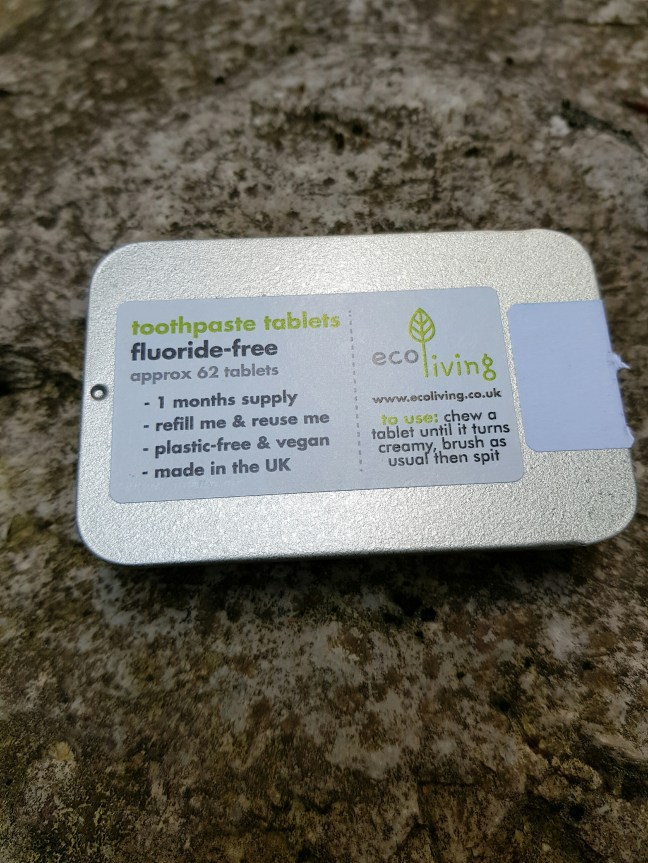 toothpaste tablets
fluoride-free
approx 62 tablets
- 1 months supply
- refill me & reuse me
- plastic-free & vegan
- made in the UK
eco living
www.ecoliving.co.uk
to use: chew a
tablet until it turns
creamy, brush as
usual then spit